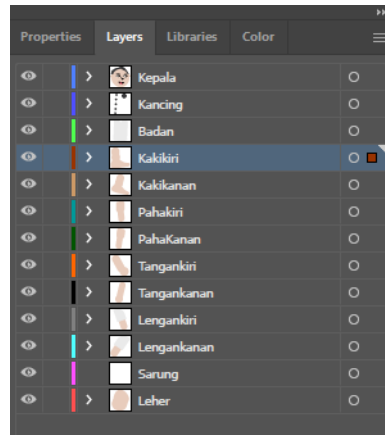 Properties Layers Libraries Color
Kepala
Kancing
Badan
Kakikiri
Kakikanan
Pahakiri
PahaKanan
Tangankiri
Tangankanan
Lengankiri
Lengankanan
Sarung
Leher